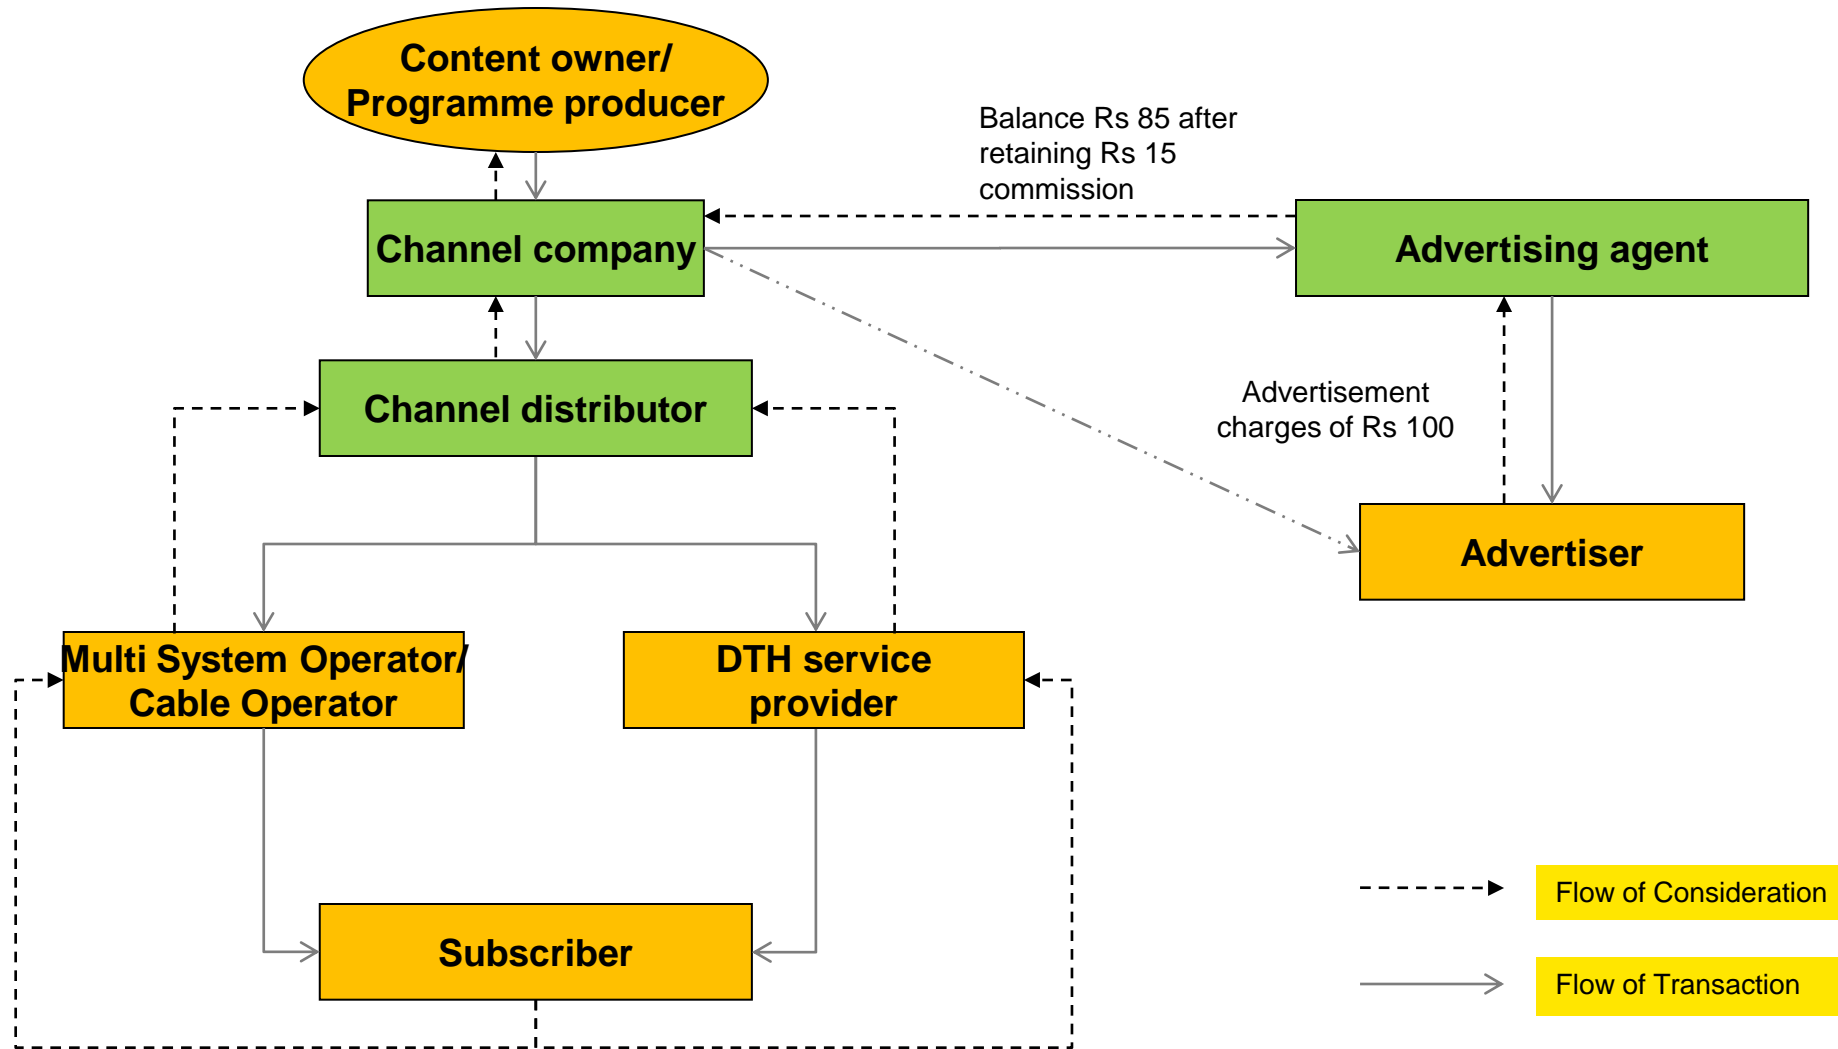 Content owner/
Programme producer
Balance Rs 85 after
retaining Rs 15
commission
Channel company
Advertising agent
Channel distributor
Advertisement
charges of Rs 100
Advertiser
Multi System Operator/
Cable Operator
DTH service
provider
Flow of Consideration
Subscriber
Flow of Transaction